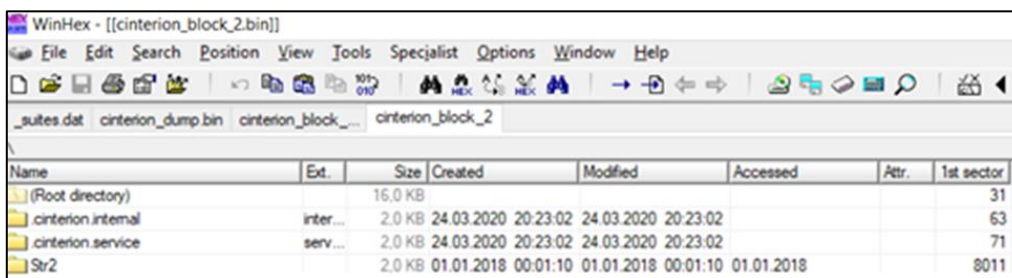 WinHex - [[cinterion_block_2.bin]]
File Edit Search Position View Tools Specialist Options Window Help
_suites.dat cinterion_dump.bin cinterion_block_... cinterion_block_2
\
Name Ext. Size Created Modified Accessed Attr. 1st sector
(Root directory) 16,0 KB 31
.cinterion.internal inter... 2,0 KB 24.03.2020 20:23:02 24.03.2020 20:23:02 63
.cinterion.service serv... 2,0 KB 24.03.2020 20:23:02 24.03.2020 20:23:02 71
Str2 2,0 KB 01.01.2018 00:01:10 01.01.2018 00:01:10 01.01.2018 8011